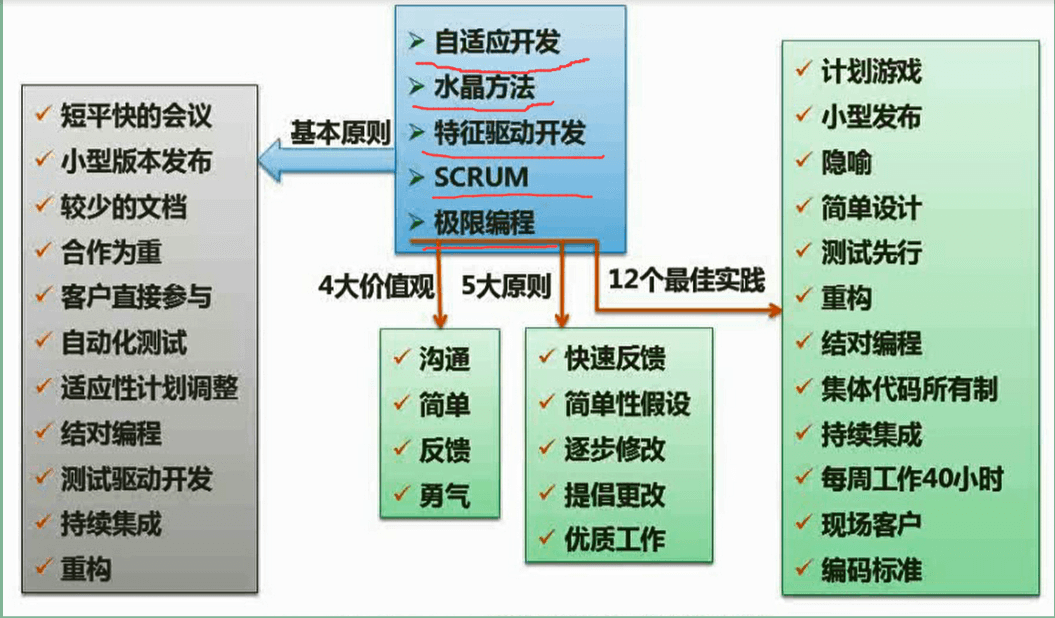 自适应开发
水晶方法
特征驱动开发
SCRUM
极限编程
基本原则
短平快的会议
小型版本发布
较少的文档
合作为重
客户直接参与
自动化测试
适应性计划调整
结对编程
测试驱动开发
持续集成
重构
4大价值观
沟通
简单
反馈
勇气
5大原则
快速反馈
简单性假设
逐步修改
提倡更改
优质工作
12个最佳实践
计划游戏
小型发布
隐喻
简单设计
测试先行
重构
结对编程
集体代码所有制
持续集成
每周工作40小时
现场客户
编码标准